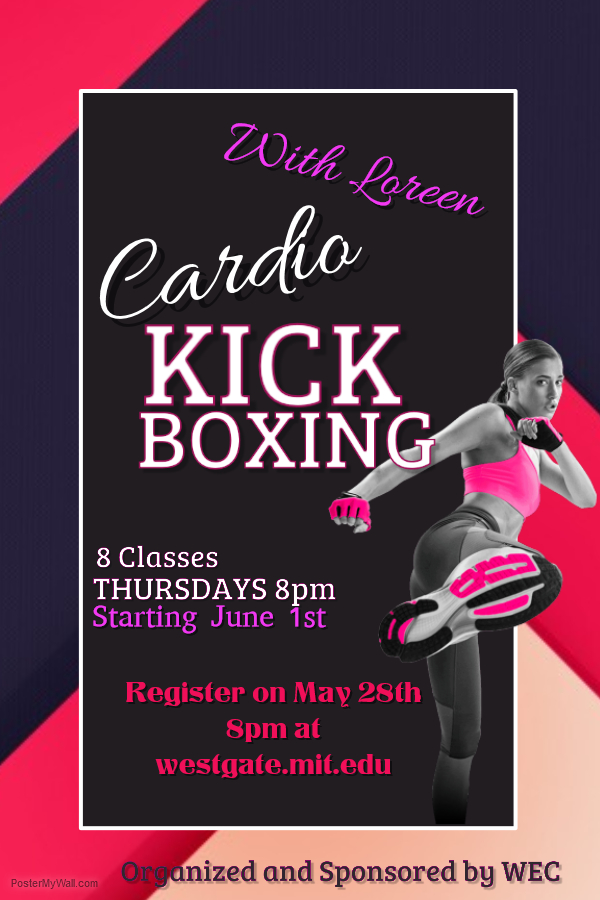 With Loreen
Cardio
KICK
BOXING
8 Classes
THURSDAYS 8pm
Starting June 1st
Register on May 28th
8pm at
westgate.mit.edu
Organized and Sponsored by WEC
PosterMyWall.com